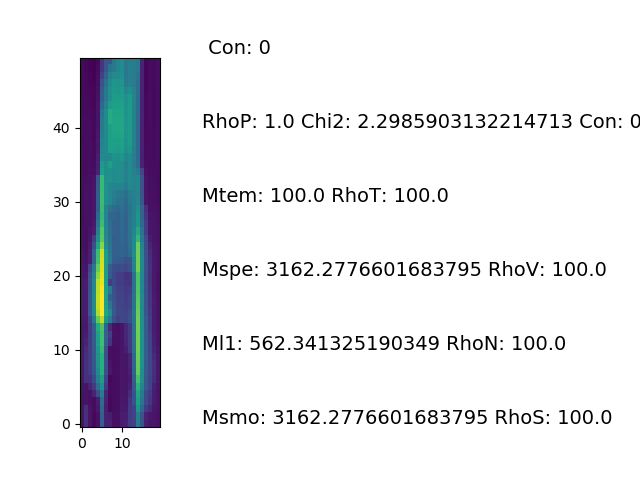 Con: 0
RhoP: 1.0 Chi2: 2.2985903132214713 Con: 0
Mtem: 100.0 RhoT: 100.0
Mspe: 3162.2776601683795 RhoV: 100.0
Ml1: 562.341325190349 RhoN: 100.0
Msmo: 3162.2776601683795 RhoS: 100.0
40
30
20
10
0
0 10